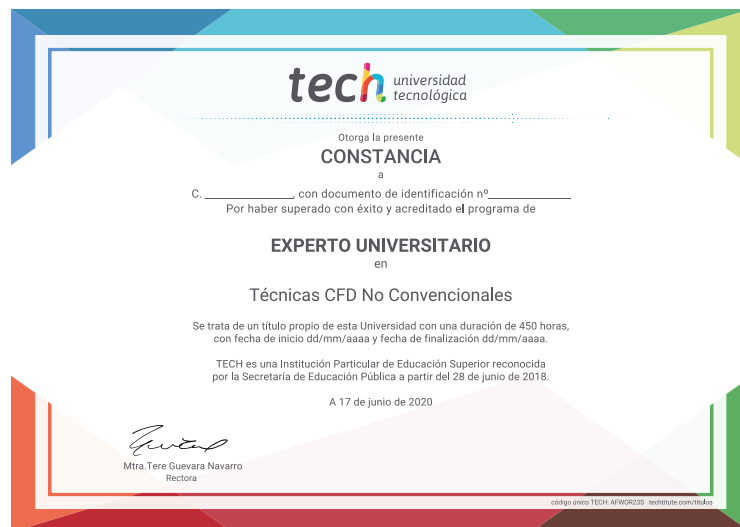 tech universidad
tecnológica
Otorga la presente
CONSTANCIA
a
C. ______________, con documento de identificación nº_____________
Por haber superado con éxito y acreditado el programa de
EXPERTO UNIVERSITARIO
en
Técnicas CFD No Convencionales
Se trata de un título propio de esta Universidad con una duración de 450 horas,
con fecha de inicio dd/mm/aaaa y fecha de finalización dd/mm/aaaa.
TECH es una Institución Particular de Educación Superior reconocida
por la Secretaría de Educación Pública a partir del 28 de junio de 2018.
A 17 de junio de 2020
Mtra.Tere Guevara Navarro
Rectora
código único TECH: AFWOR23S techtitute.com/títulos